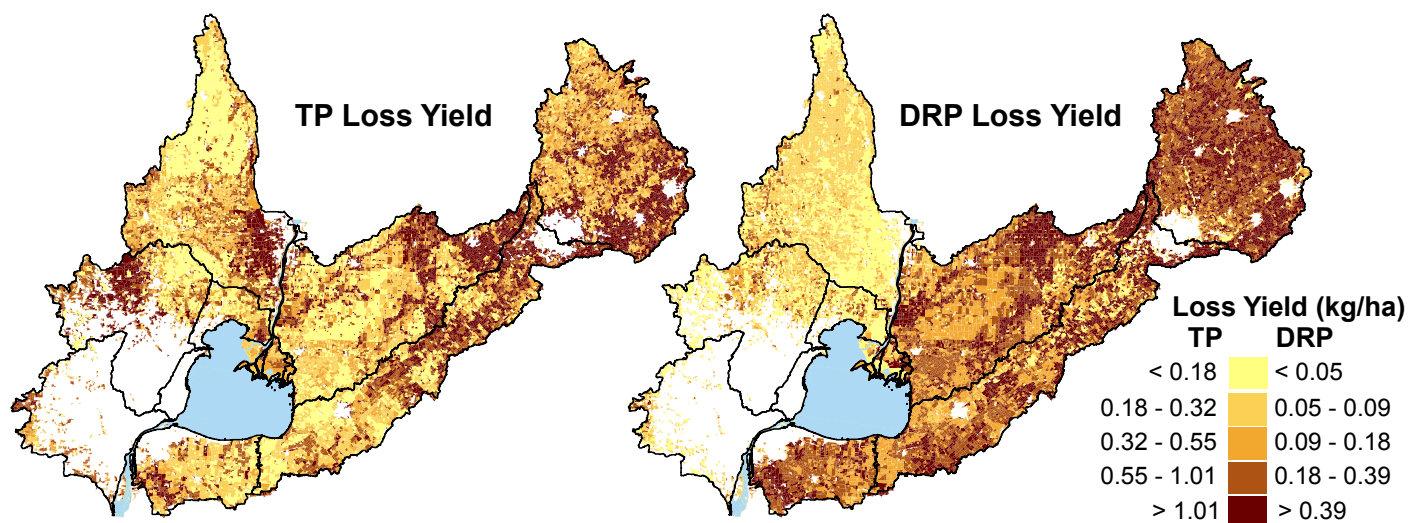 TP Loss Yield
DRP Loss Yield
Loss Yield (kg/ha)
TP DRP
< 0.18 < 0.05
0.18 - 0.32 0.05 - 0.09
0.32 - 0.55 0.09 - 0.18
0.55 - 1.01 0.18 - 0.39
> 1.01 > 0.39